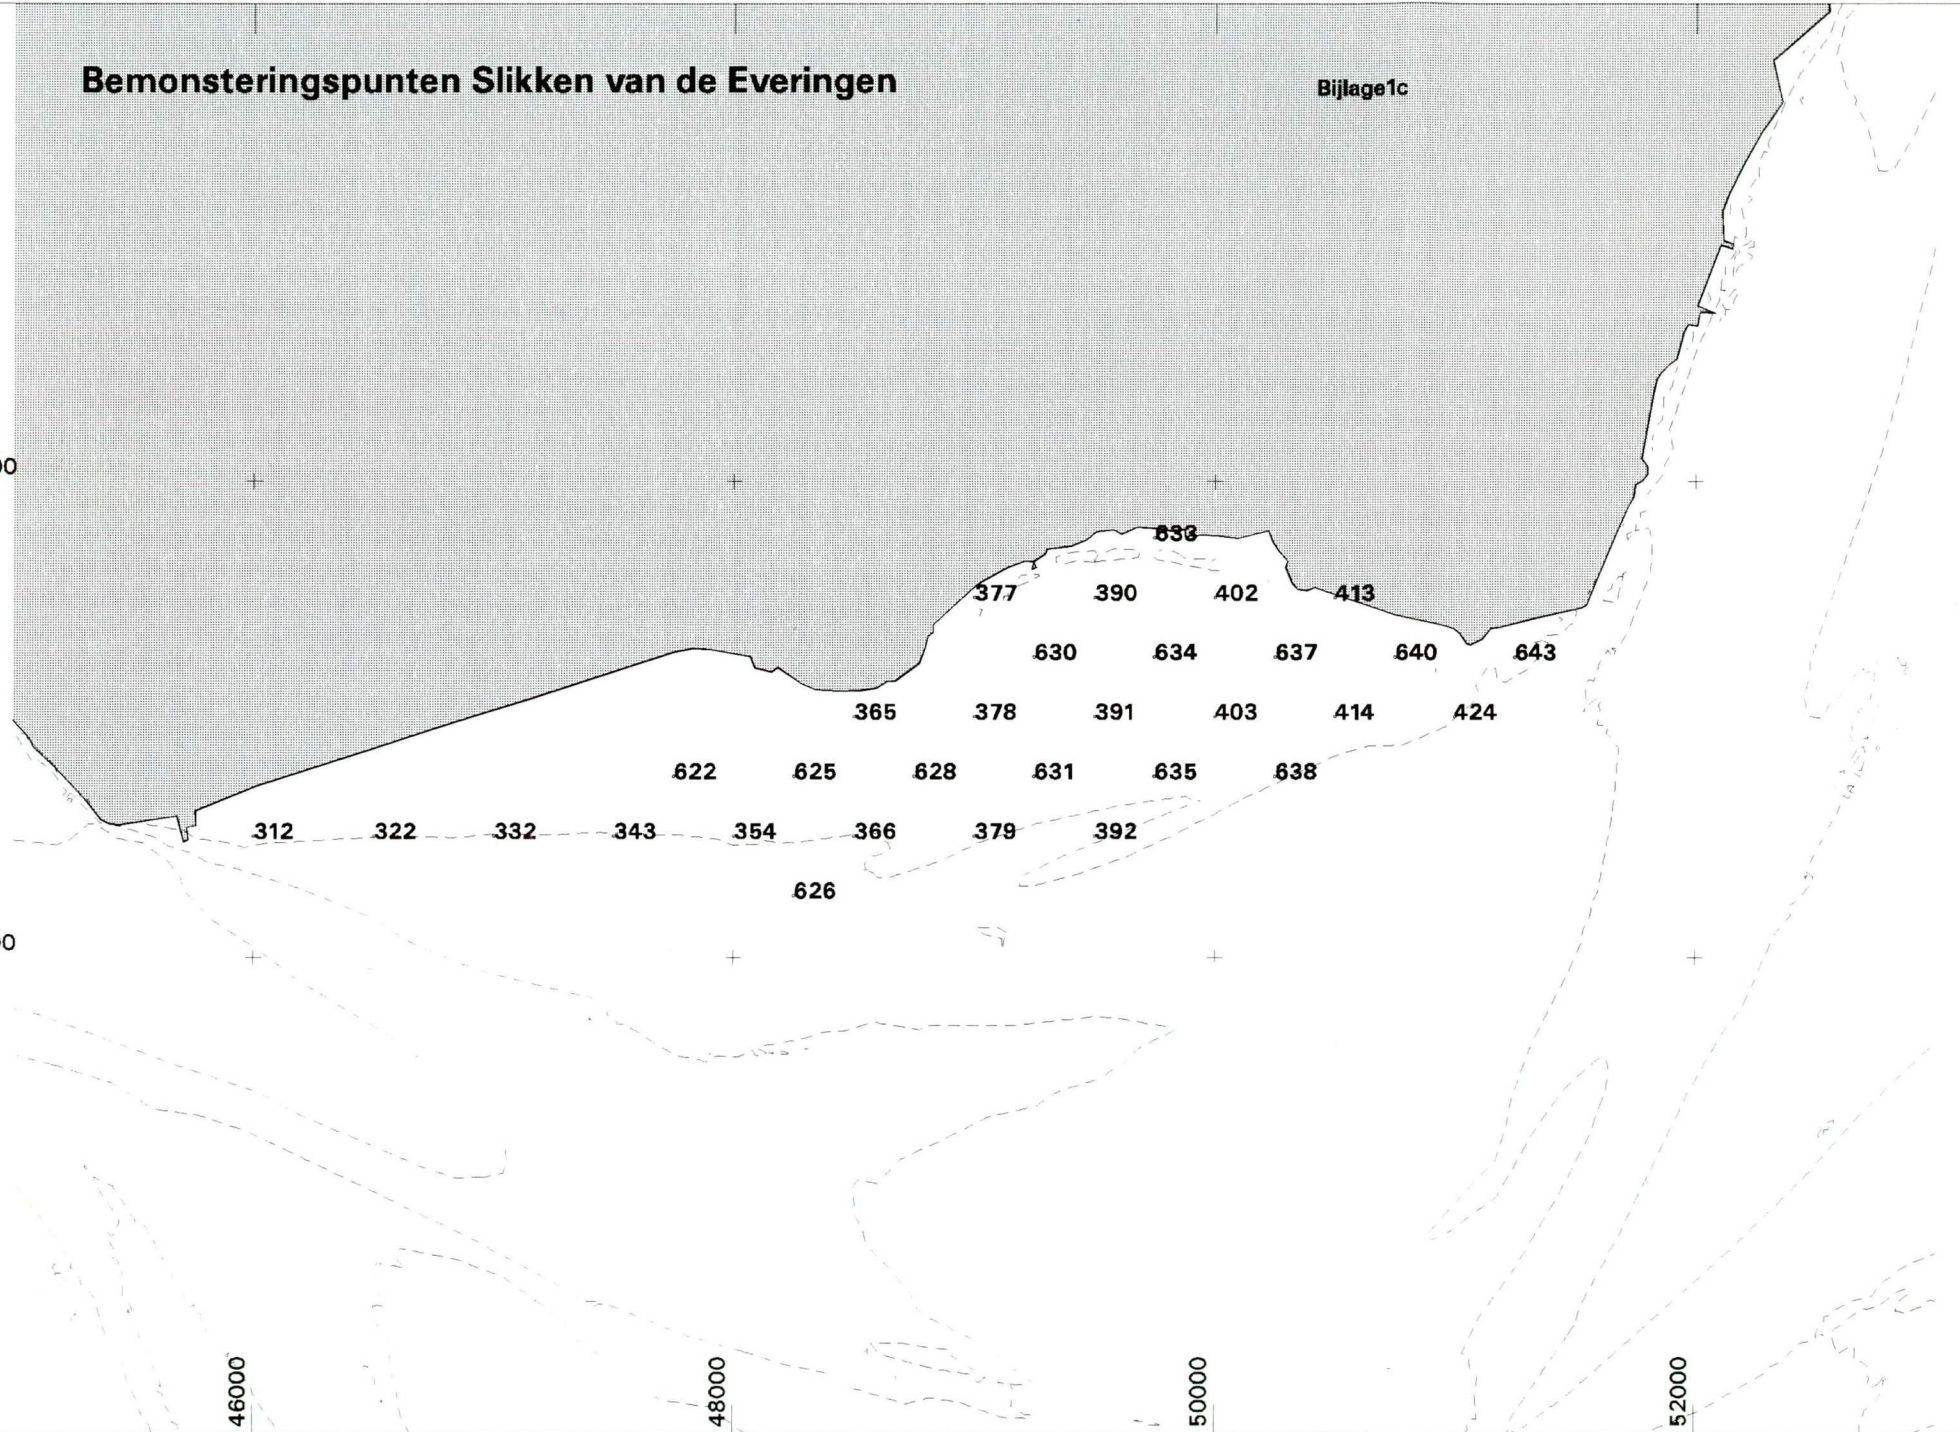 Bemonsteringspunten Slikken van de Everingen
Bijlage1c
00
633
377 390 402 413
630 634 637 640 643
365 378 391 403 414 424
622 625 628 631 635 638
312 322 332 343 354 366 379 392
626
00
46000 48000 50000 52000